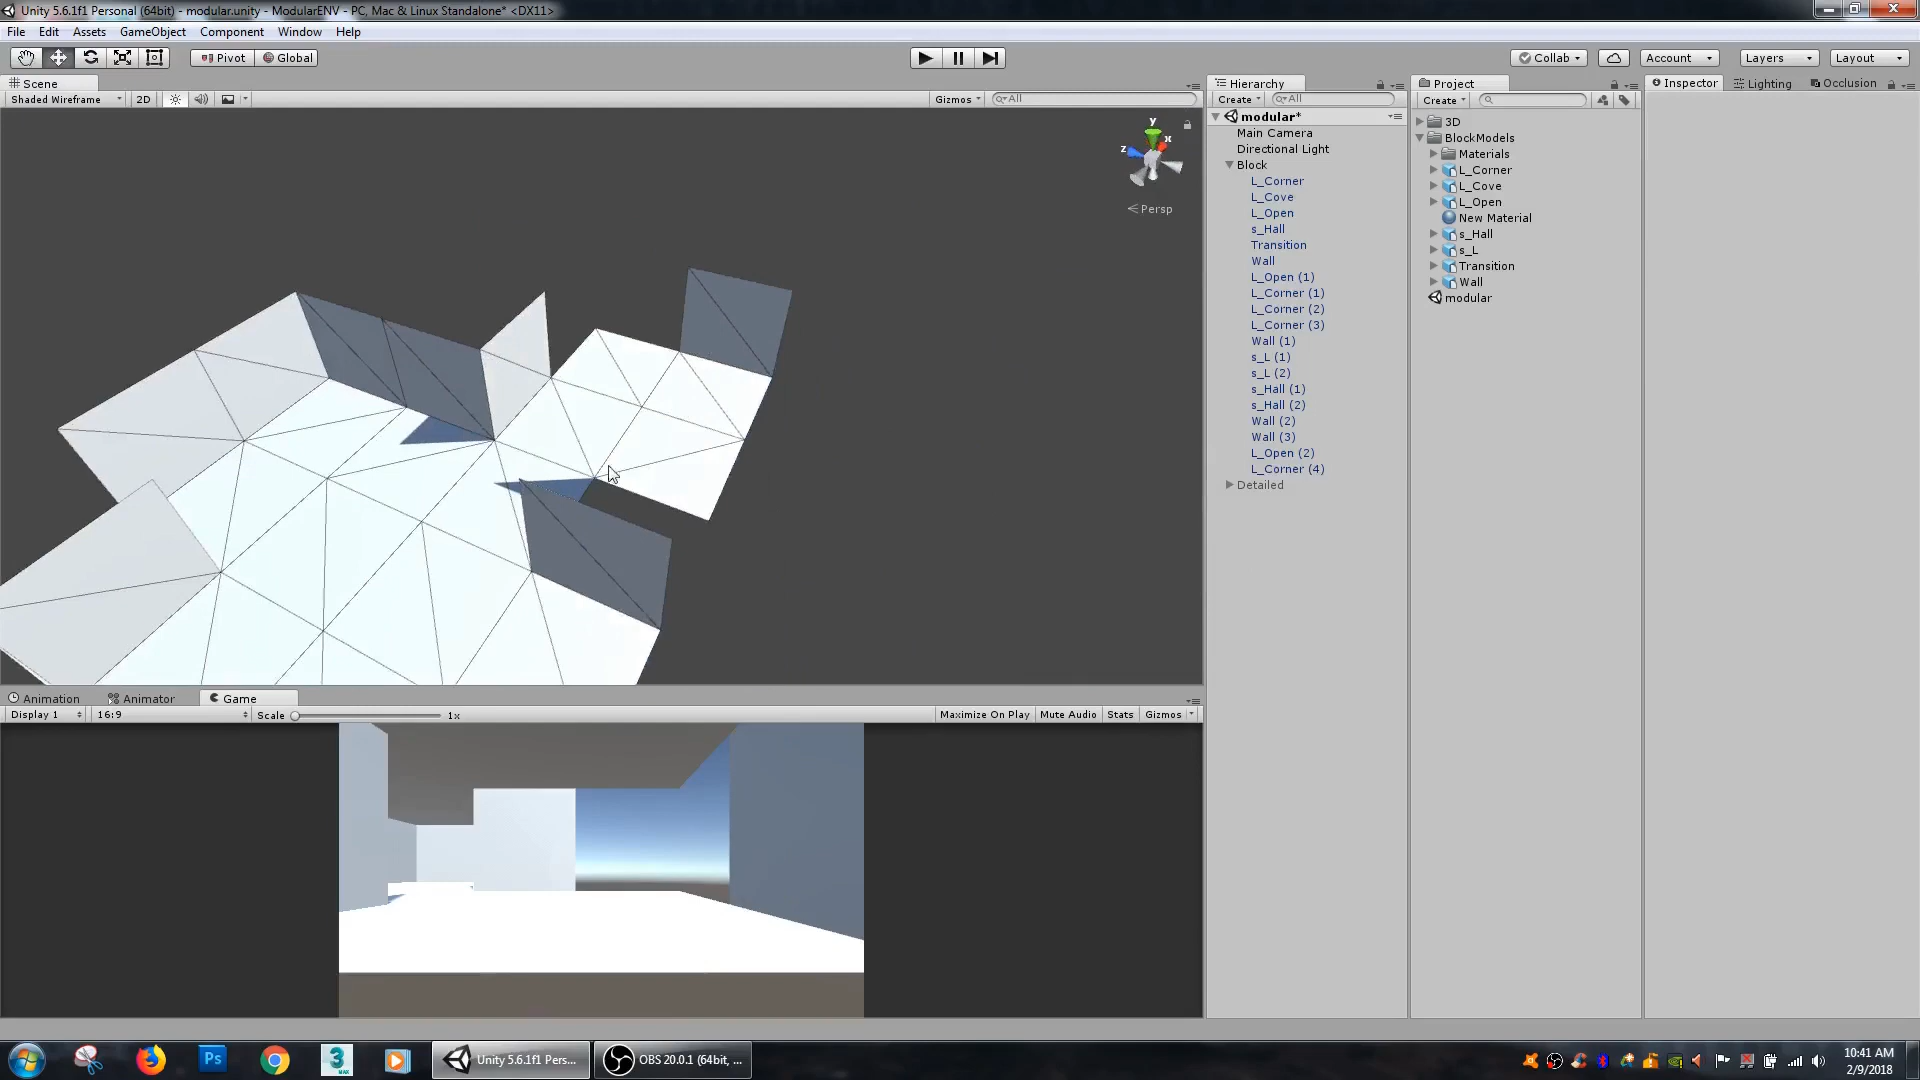 Unity 5.6.1f1 Personal (64bit) - modular.unity - ModularENV - PC, Mac & Linux Standalone* <DX11>
File Edit Assets GameObject Component Window Help
Pivot Global Collab Account Layers Layout
Scene
Shaded Wireframe 2D Gizmos All
y
x
z
Persp
Hierarchy
Create All
modular*
Main Camera
Directional Light
Block
L_Corner
L_Cove
L_Open
s_Hall
Transition
Wall
L_Open (1)
L_Corner (1)
L_Corner (2)
L_Corner (3)
Wall (1)
s_L (1)
s_L (2)
s_Hall (1)
s_Hall (2)
Wall (2)
Wall (3)
L_Open (2)
L_Corner (4)
Detailed
Project
Create
3D
BlockModels
Materials
L_Corner
L_Cove
L_Open
New Material
s_Hall
s_L
Transition
Wall
modular
Inspector Lighting Occlusion
Animation Animator Game
Display 1 16:9 Scale 1x Maximize On Play Mute Audio Stats Gizmos
Ps
3
MAX
Unity 5.6.1f1 Pers...
OBS 20.0.1 (64bit, ...
10:41 AM
2/9/2018